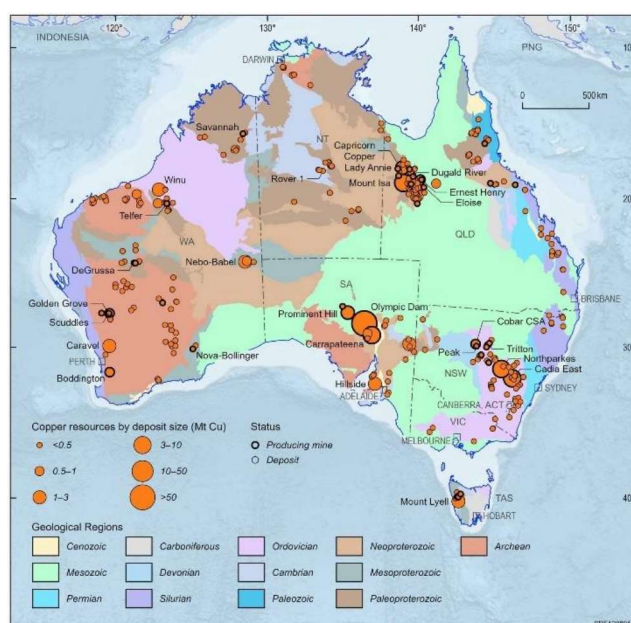 INDONESIA
120°
130°
140°
150°
PNG
DARWIN
10
0
500 km
Savannah
NT
Capricorn
Copper
Lady Annie
Dugald River
Rover 1
Mount Isa
Ernest Henry
Eloise
Winu
20
Telfer
QLD
WA
DeGrussa
Nebo-Babel
SA
Olympic Dam
Prominent Hill
BRISBANE
Golden Grove
Scuddles
Cobar CSA
Carrapateena
Tritton
Caravel
Peak
Northparkes
30
PERTH
Nova-Bollinger
NSW
Cadia East
Boddington
Hillside
SYDNEY
ADELAIDE
CANBERRA
ACT
Copper resources by deposit size (Mt Cu)
Status
VIC
<0.5
3–10
Producing mine
MELBOURNE
0.5–1
10–50
Deposit
1–3
>50
Mount Lyell
TAS
40
HOBART
Geological Regions
Cenozoic
Carboniferous
Ordovician
Neoproterozoic
Archean
Mesozoic
Devonian
Cambrian
Mesoproterozoic
Permian
Silurian
Paleozoic
Paleoproterozoic